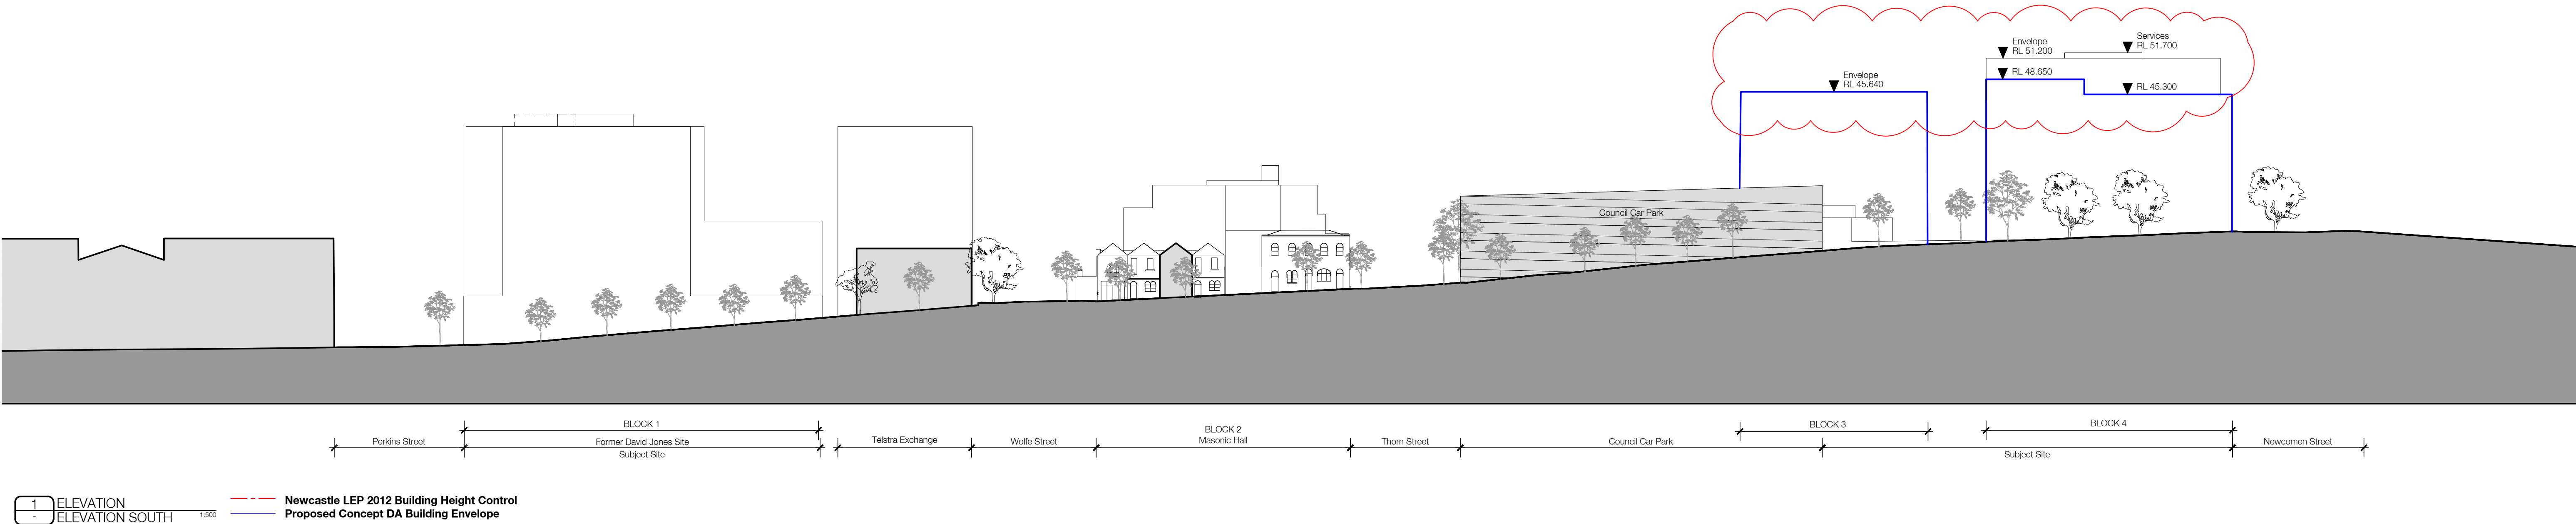 Envelope
RL 45.640
Envelope
RL 51.200
Services
RL 51.700
RL 48.650
RL 45.300
Council Car Park
BLOCK 1
BLOCK 2
BLOCK 3
BLOCK 4
Perkins Street
Former David Jones Site
Subject Site
Telstra Exchange
Wolfe Street
Masonic Hall
Thorn Street
Council Car Park
Subject Site
Newcomen Street
1
-
ELEVATION
ELEVATION SOUTH
1:500
Newcastle LEP 2012 Building Height Control
Proposed Concept DA Building Envelope